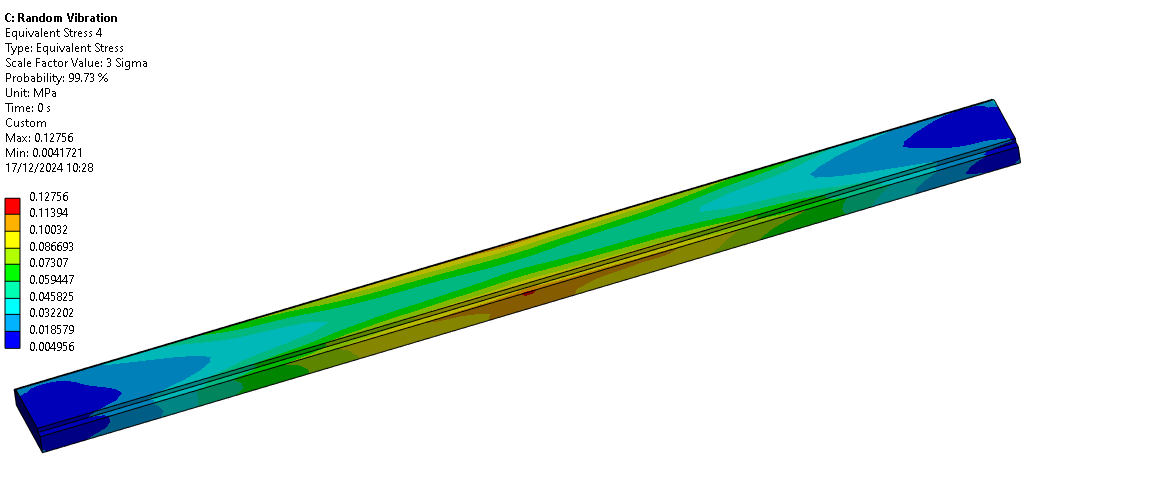 C: Random Vibration
Equivalent Stress 4
Type: Equivalent Stress
Scale Factor Value: 3 Sigma
Probability: 99.73 %
Unit: MPa
Time: 0 s
Custom
Max: 0.12756
Min: 0.0041721
17/12/2024 10:28
0.12756
0.11394
0.10032
0.086693
0.07307
0.059447
0.045825
0.032202
0.018579
0.004956